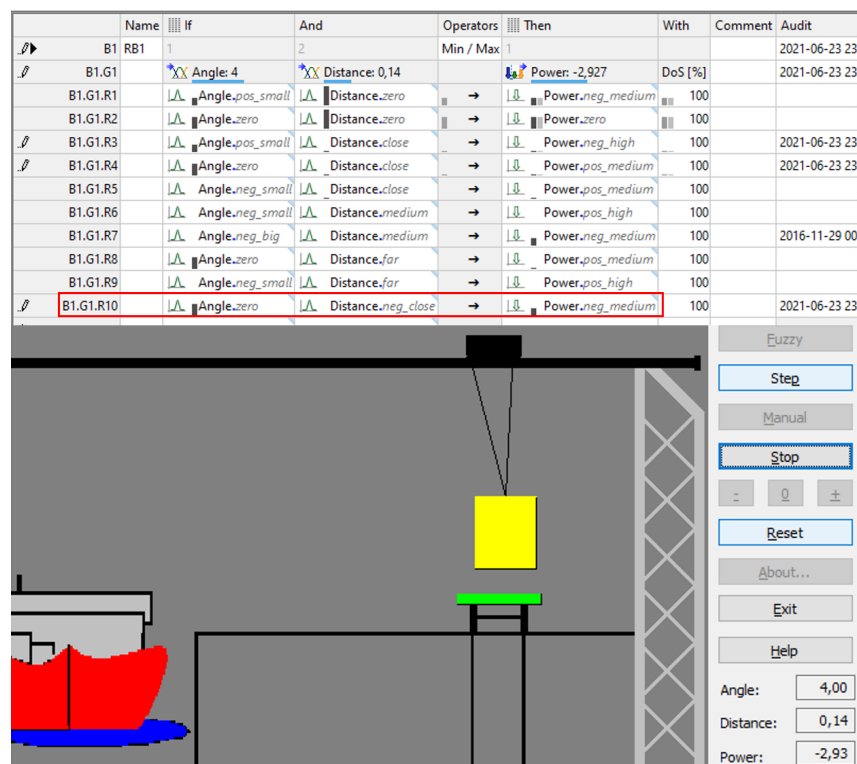 Name If And Operators Then With Comment Audit
B1 RB1 1 2 Min / Max 1 2021-06-23 23
B1.G1 Angle: 4 Distance: 0,14 Power: -2,927 DoS [%] 2021-06-23 23
B1.G1.R1 Angle.pos_small Distance.zero → Power.neg_medium 100
B1.G1.R2 Angle.zero Distance.zero → Power.zero 100
B1.G1.R3 Angle.pos_small Distance.close → Power.neg_high 100 2021-06-23 23
B1.G1.R4 Angle.zero Distance.close → Power.pos_medium 100 2021-06-23 23
B1.G1.R5 Angle.neg_small Distance.close → Power.pos_medium 100
B1.G1.R6 Angle.neg_small Distance.medium → Power.pos_high 100
B1.G1.R7 Angle.neg_big Distance.medium → Power.neg_medium 100 2016-11-29 00
B1.G1.R8 Angle.zero Distance.far → Power.pos_medium 100
B1.G1.R9 Angle.neg_small Distance.far → Power.pos_high 100
B1.G1.R10 Angle.zero Distance.neg_close → Power.neg_medium 100 2021-06-23 23
Fuzzy
Step
Manual
Stop
- 0 +
Reset
About...
Exit
Help
Angle: 4,00
Distance: 0,14
Power: -2,93